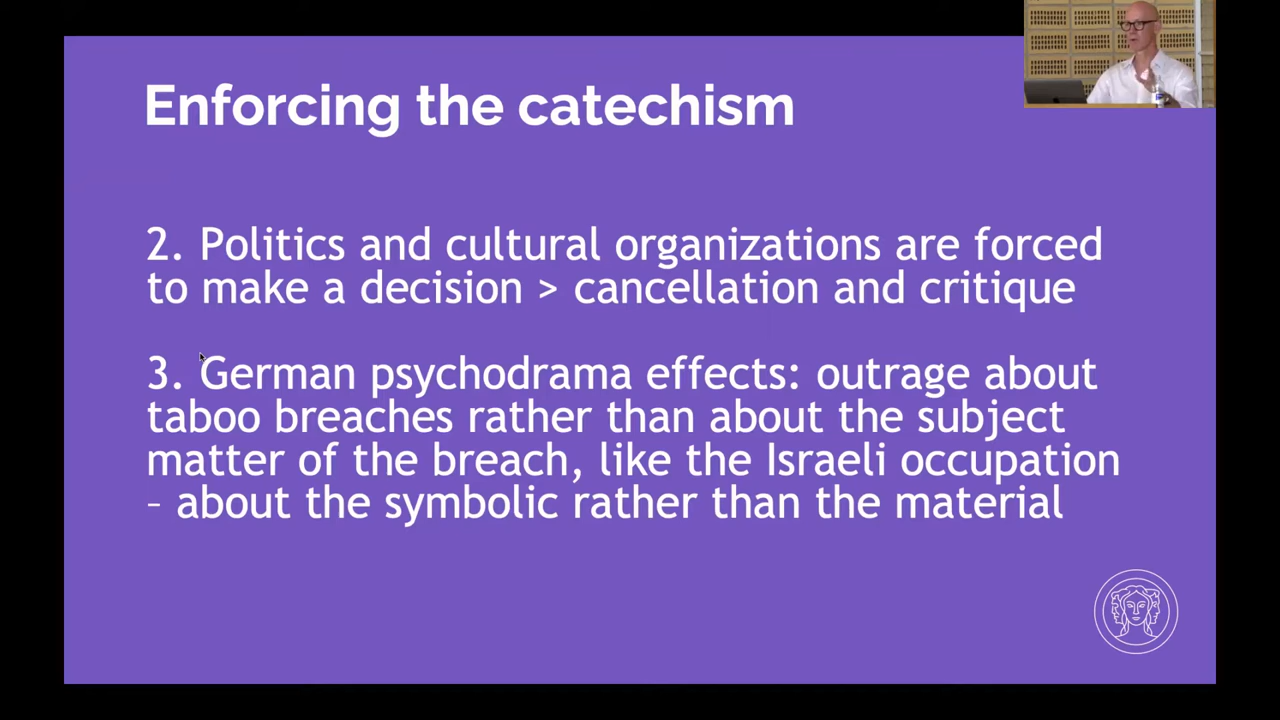 Enforcing the catechism
2. Politics and cultural organizations are forced
to make a decision > cancellation and critique
3. German psychodrama effects: outrage about
taboo breaches rather than about the subject
matter of the breach, like the Israeli occupation
– about the symbolic rather than the material